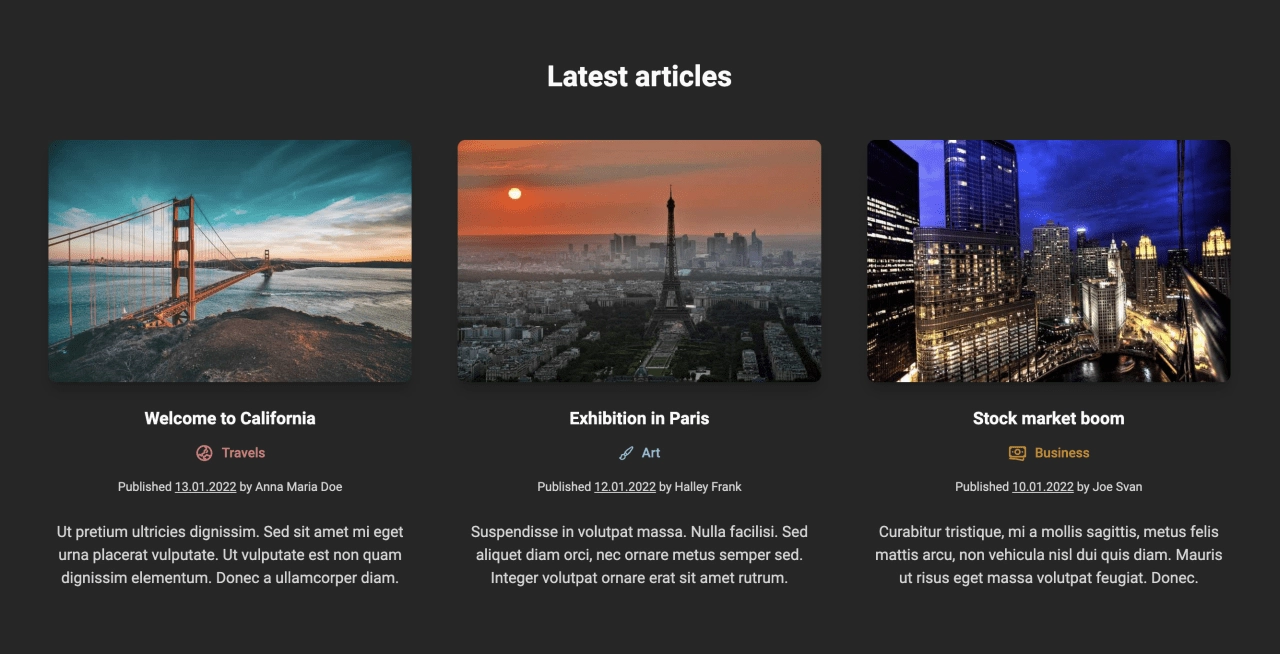 Latest articles
Welcome to California
Travels
Published 13.01.2022 by Anna Maria Doe
Ut pretium ultricies dignissim. Sed sit amet mi eget
urna placerat vulputate. Ut vulputate est non quam
dignissim elementum. Donec a ullamcorper diam.
Exhibition in Paris
Art
Published 12.01.2022 by Halley Frank
Suspendisse in volutpat massa. Nulla facilisi. Sed
aliquet diam orci, nec ornare metus semper sed.
Integer volutpat ornare erat sit amet rutrum.
Stock market boom
Business
Published 10.01.2022 by Joe Svan
Curabitur tristique, mi a mollis sagittis, metus felis
mattis arcu, non vehicula nisl dui quis diam. Mauris
ut risus eget massa volutpat feugiat. Donec.